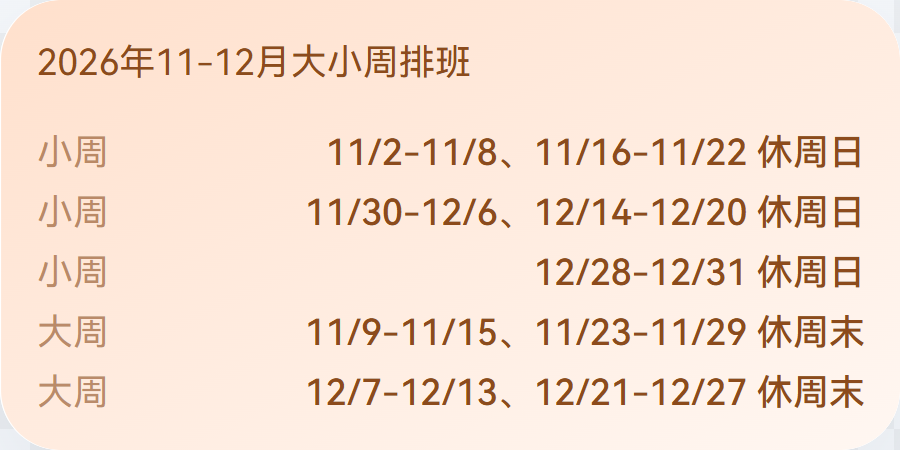 2026年11-12月大小周排班
小周 11/2-11/8、11/16-11/22 休周日
小周 11/30-12/6、12/14-12/20 休周日
小周 12/28-12/31 休周日
大周 11/9-11/15、11/23-11/29 休周末
大周 12/7-12/13、12/21-12/27 休周末